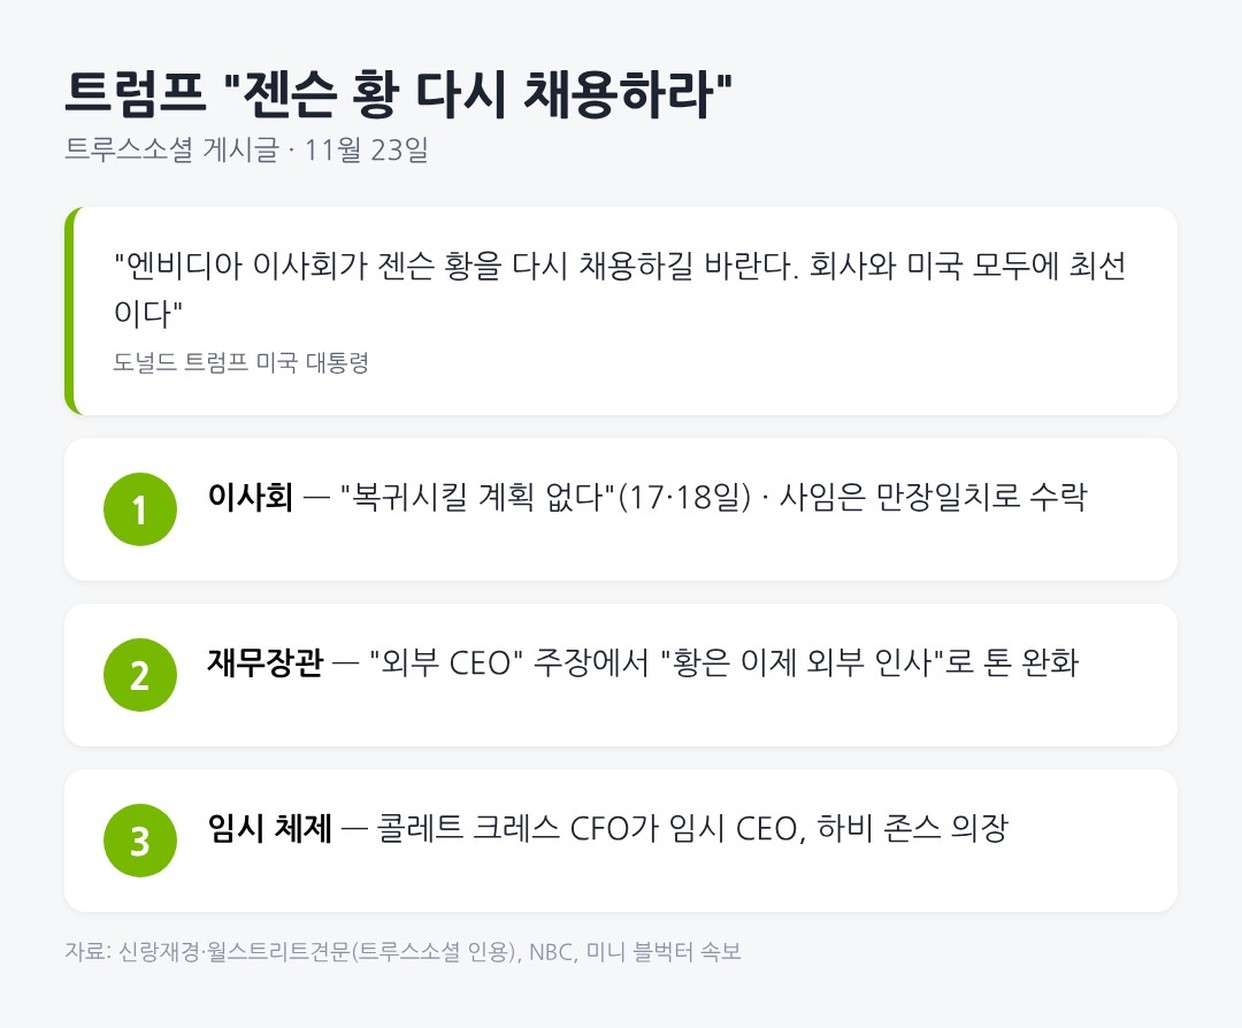 트럼프 "젠슨 황 다시 채용하라"
트루스소셜 게시글 · 11월 23일
"엔비디아 이사회가 젠슨 황을 다시 채용하길 바란다. 회사와 미국 모두에 최선
이다"
도널드 트럼프 미국 대통령
1 이사회 — "복귀시킬 계획 없다"(17·18일) · 사임은 만장일치로 수락
2 재무장관 — "외부 CEO" 주장에서 "황은 이제 외부 인사"로 톤 완화
3 임시 체제 — 콜레트 크레스 CFO가 임시 CEO, 하비 존스 의장
자료: 신랑재경·월스트리트견문(트루스소셜 인용), NBC, 미니 블벅터 속보